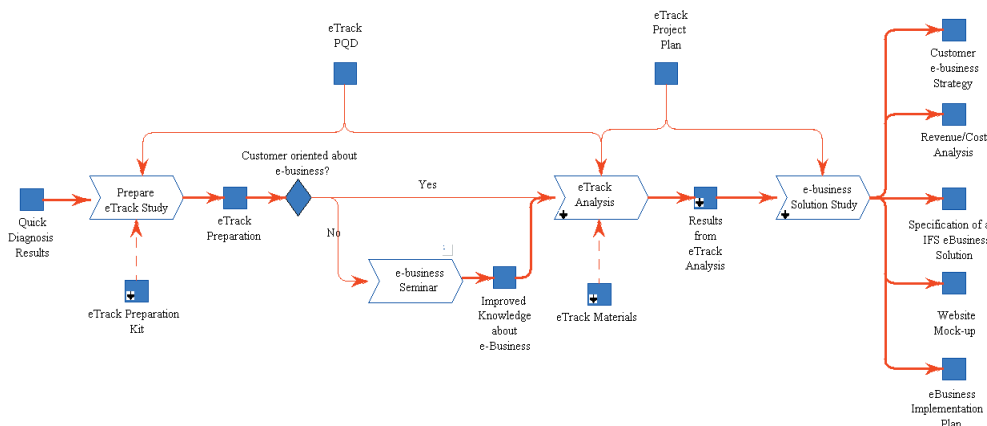 eTrack
PQD
eTrack
Project
Plan
Customer
e-business
Strategy
Revenue/Cost
Analysis
Customer oriented about
e-business?
Yes
No
Prepare
eTrack Study
eTrack
Preparation
Quick
Diagnosis
Results
eTrack Preparation
Kit
e-business
Seminar
Improved
Knowledge
about
e-Business
eTrack
Analysis
eTrack Materials
Results
from
eTrack
Analysis
e-business
Solution Study
Specification of a
IFS eBusiness
Solution
Website
Mock-up
eBusiness
Implementation
Plan